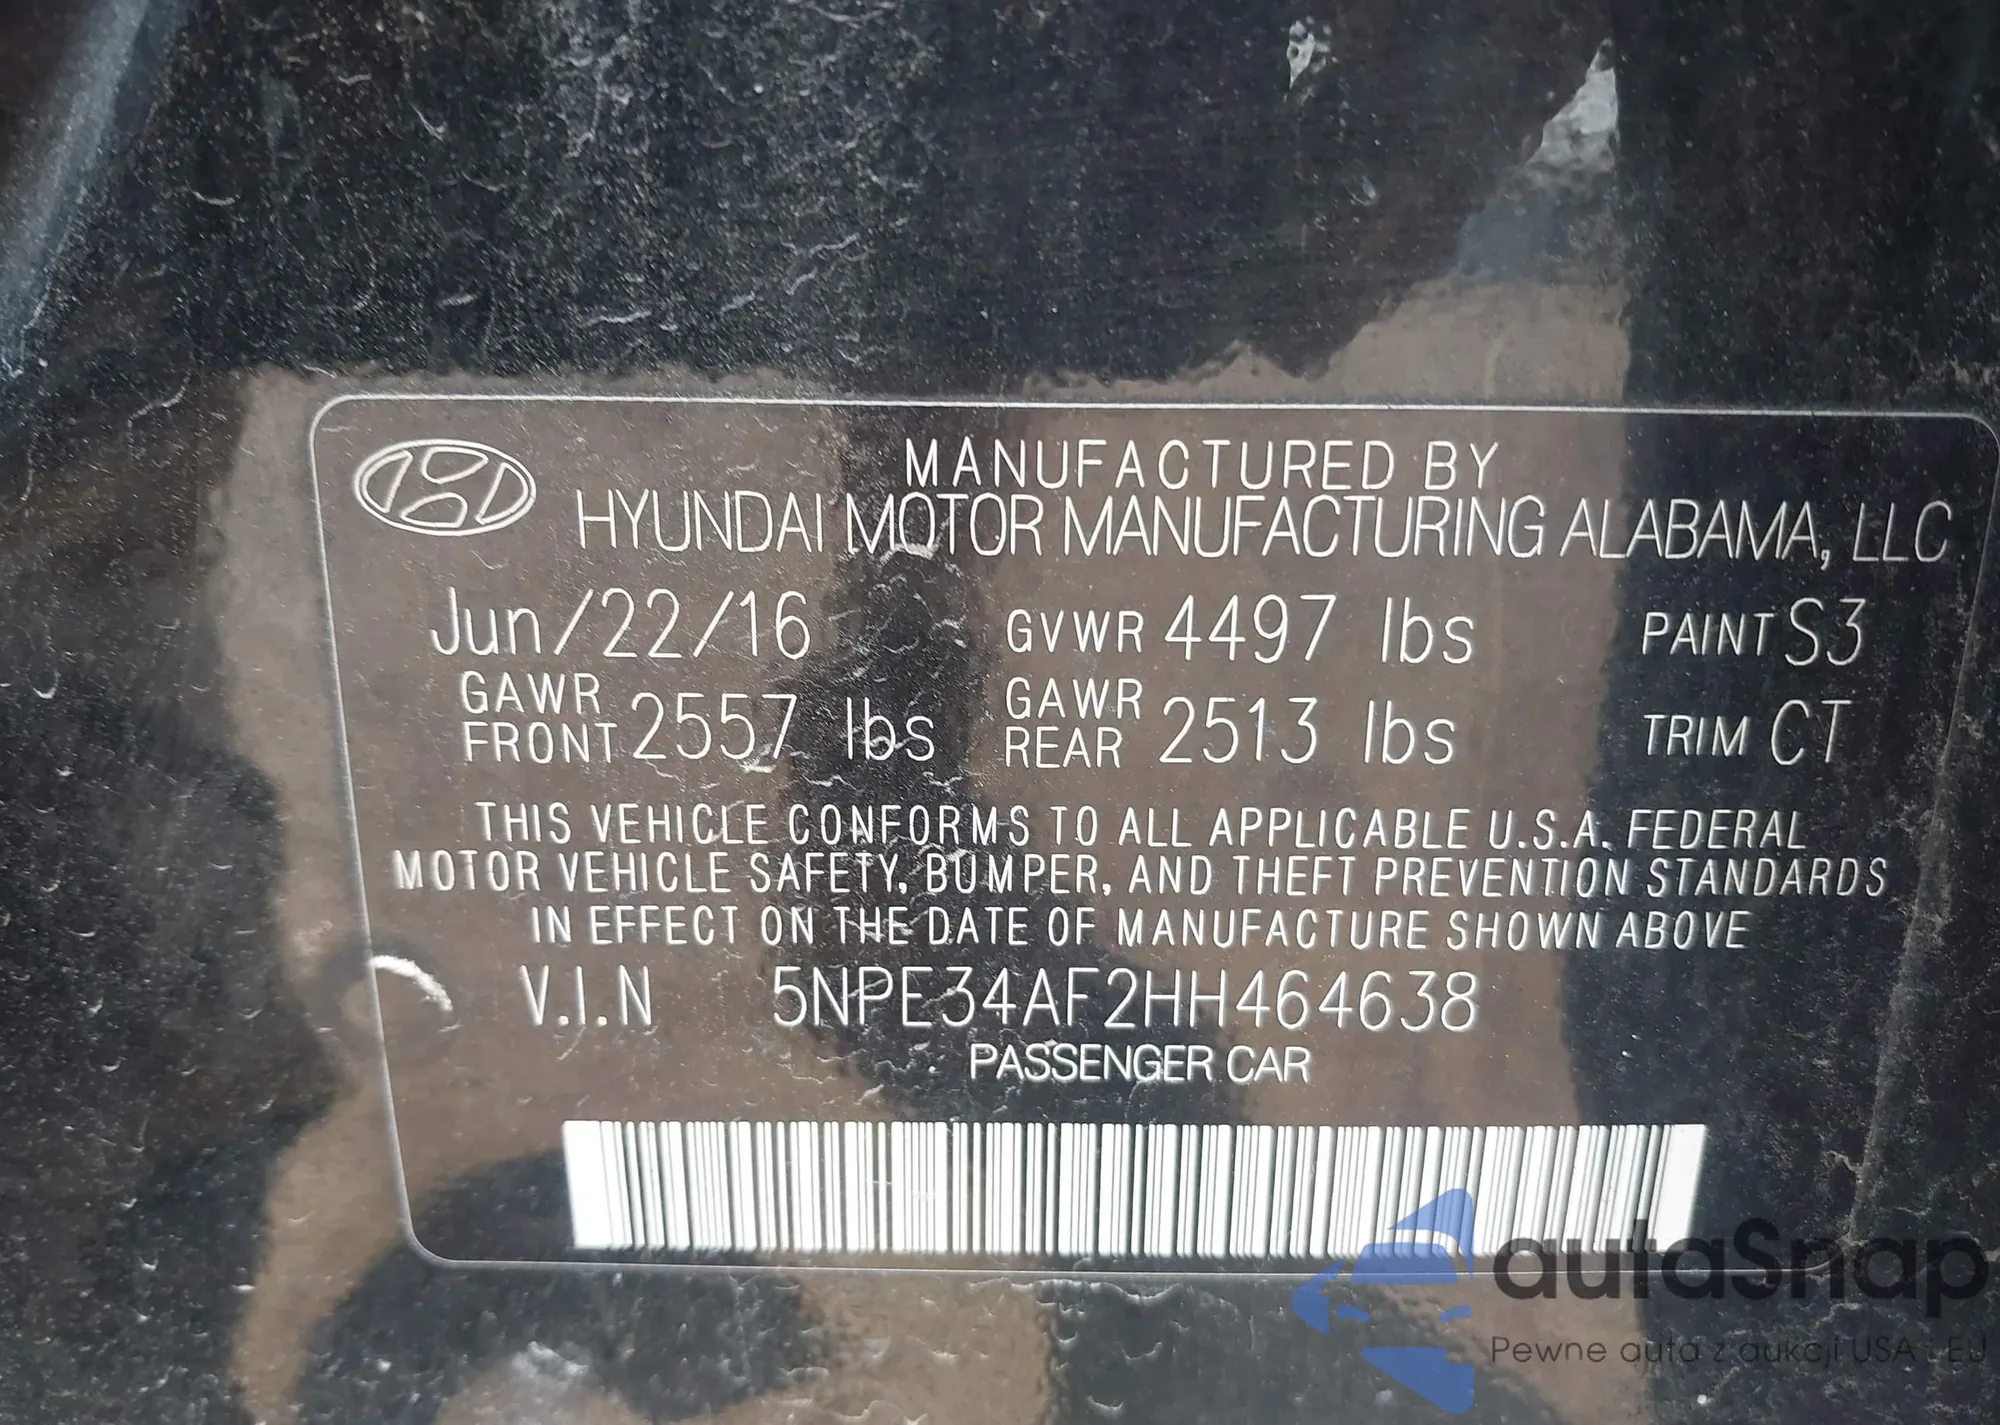 MANUFACTURED BY
HYUNDAI MOTOR MANUFACTURING ALABAMA, LLC.
Jun/22/16 GVWR 4497 lbs PAINT S3
GAWR FRONT 2557 lbs GAWR REAR 2513 lbs TRIM CT
THIS VEHICLE CONFORMS TO ALL APPLICABLE U.S.A. FEDERAL
MOTOR VEHICLE SAFETY, BUMPER, AND THEFT PREVENTION STANDARDS
IN EFFECT ON THE DATE OF MANUFACTURE SHOWN ABOVE
V.I.N 5NPE34AF2HH464638
PASSENGER CAR
autaSnap
Pewne auta z aukcji USA i EU